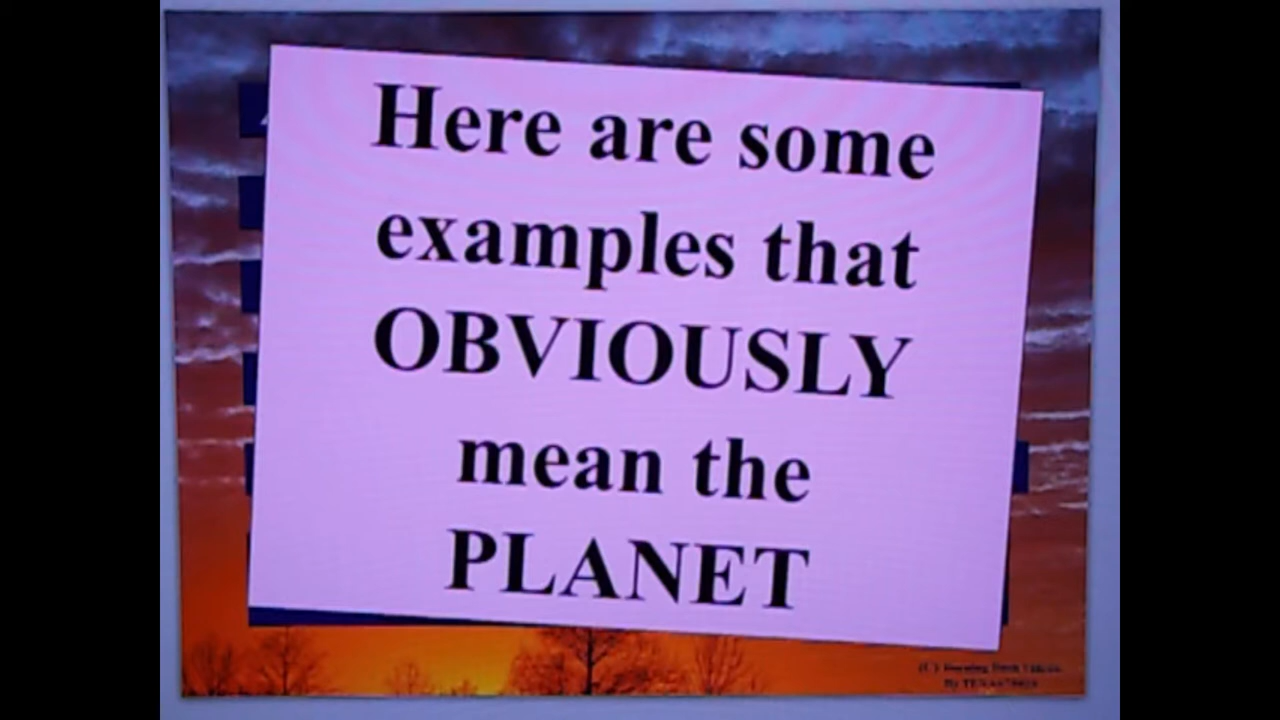 Here are some
examples that
OBVIOUSLY
mean the
PLANET